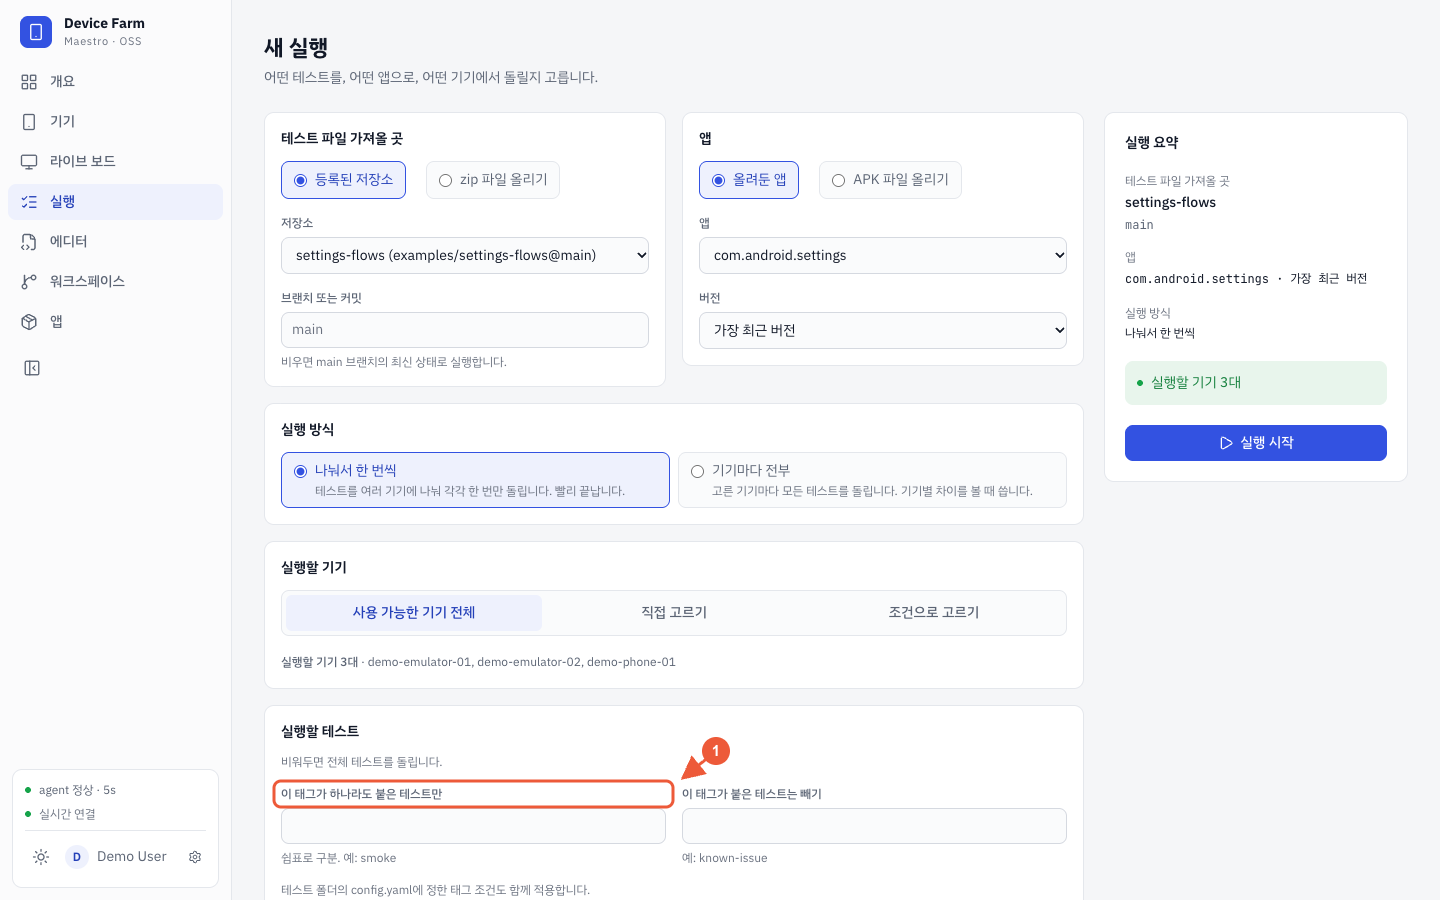 Device Farm
Maestro · OSS
개요
기기
라이브 보드
실행
에디터
워크스페이스
앱
agent 정상 · 5s
실시간 연결
D
Demo User
새 실행
어떤 테스트를, 어떤 앱으로, 어떤 기기에서 돌릴지 고릅니다.
테스트 파일 가져올 곳
등록된 저장소
zip 파일 올리기
저장소
settings-flows (examples/settings-flows@main)
브랜치 또는 커밋
main
비우면 main 브랜치의 최신 상태로 실행합니다.
앱
올려둔 앱
APK 파일 올리기
앱
com.android.settings
버전
가장 최근 버전
실행 방식
나눠서 한 번씩
테스트를 여러 기기에 나눠 각각 한 번만 돌립니다. 빨리 끝납니다.
기기마다 전부
고른 기기마다 모든 테스트를 돌립니다. 기기별 차이를 볼 때 씁니다.
실행할 기기
사용 가능한 기기 전체
직접 고르기
조건으로 고르기
실행할 기기 3대 · demo-emulator-01, demo-emulator-02, demo-phone-01
실행할 테스트
비워두면 전체 테스트를 돌립니다.
1
이 태그가 하나라도 붙은 테스트만
쉼표로 구분. 예: smoke
이 태그가 붙은 테스트는 빼기
예: known-issue
테스트 폴더의 config.yaml에 정한 태그 조건도 함께 적용합니다.
실행 요약
테스트 파일 가져올 곳
settings-flows
main
앱
com.android.settings · 가장 최근 버전
실행 방식
나눠서 한 번씩
실행할 기기 3대
실행 시작